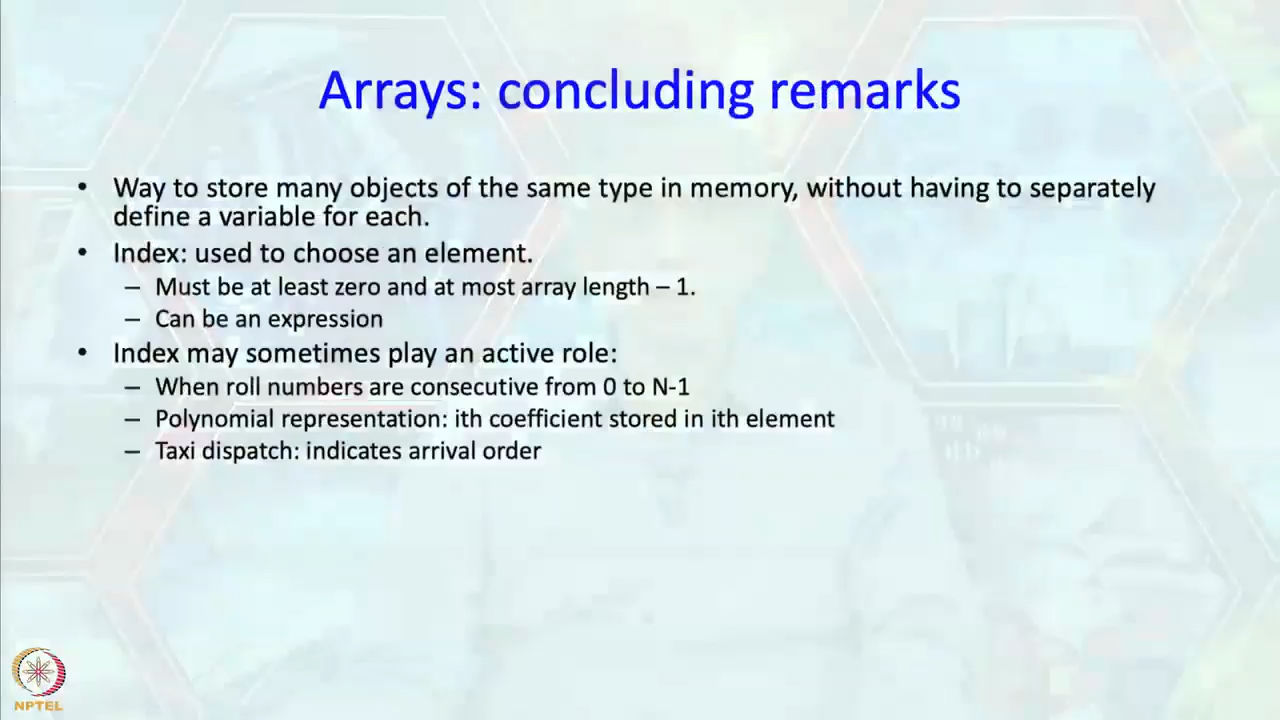 Arrays: concluding remarks
• Way to store many objects of the same type in memory, without having to separately
define a variable for each.
• Index: used to choose an element.
– Must be at least zero and at most array length – 1.
– Can be an expression
• Index may sometimes play an active role:
– When roll numbers are consecutive from 0 to N-1
– Polynomial representation: ith coefficient stored in ith element
– Taxi dispatch: indicates arrival order
NPTEL